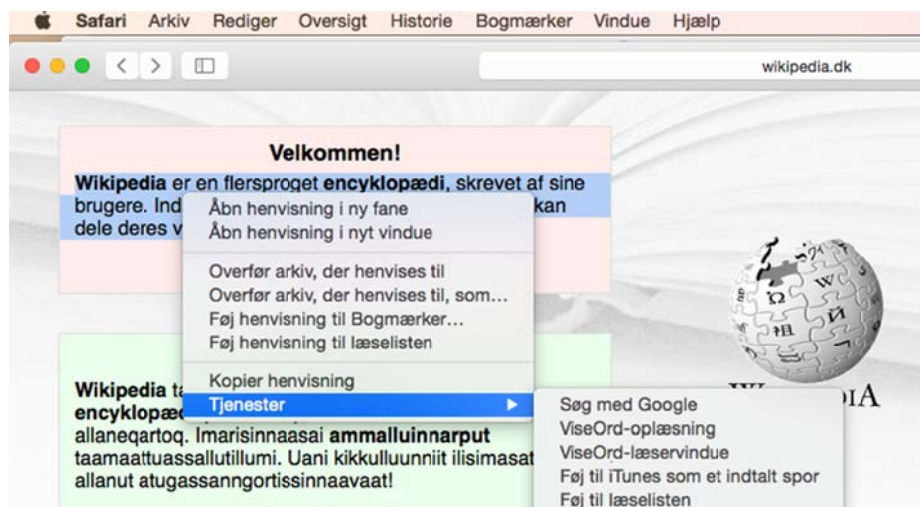 Safari Arkiv Rediger Oversigt Historie Bogmærker Vindue Hjælp
wikipedia.dk
Velkommen!
Wikipedia er en flersproget encyklopædi, skrevet af sine
brugere. Ind kan
dele deres v
Åbn henvisning i ny fane
Åbn henvisning i nyt vindue
Overfør arkiv, der henvises til
Overfør arkiv, der henvises til, som...
Føj henvisning til Bogmærker...
Føj henvisning til læselisten
Kopier henvisning
Tjenester
Søg med Google
ViseOrd-oplæsning
ViseOrd-læservindue
Føj til iTunes som et indtalt spor
Føj til læselisten
Wikipedia ta
encyklopæd
allaneqartoq. Imarisinnaasai ammalluinnarput
taamaattuassallutillumi. Uani kikkulluunniit ilisimasat
allanut atugassanngortissinnaavaat!